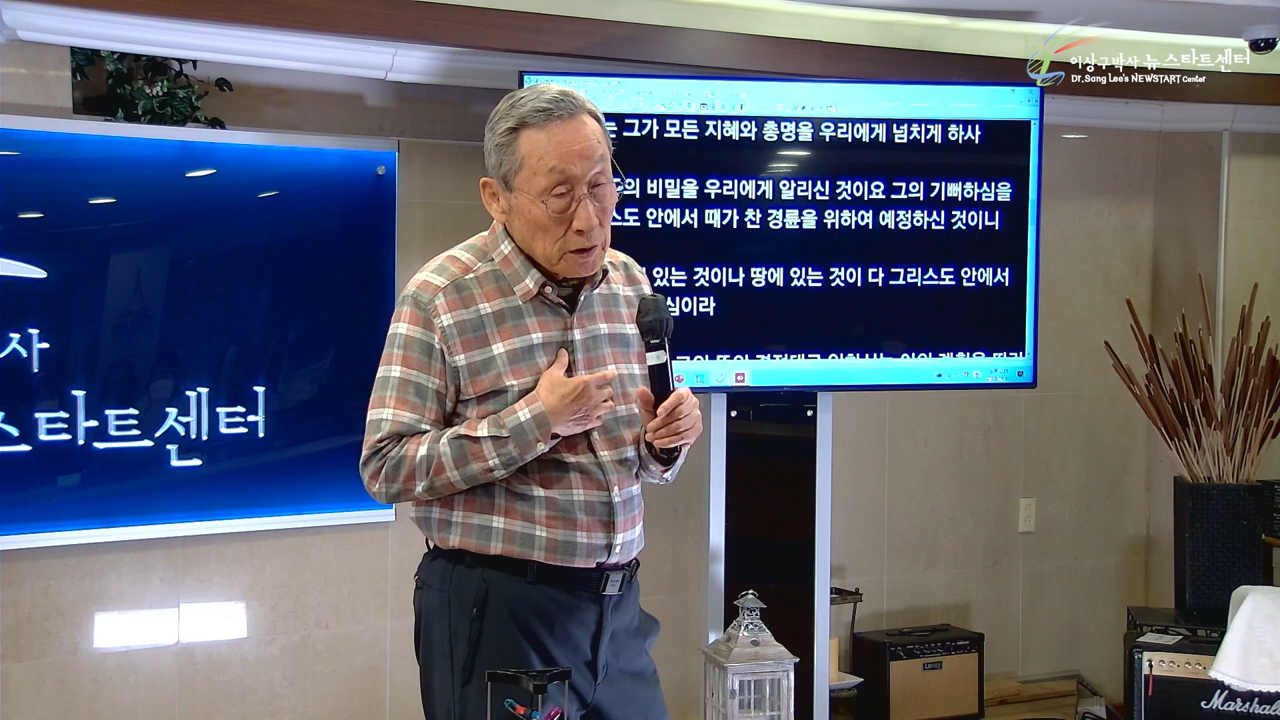 이상구박사 뉴스타트센터
Dr. Sang Lee's NEWSTART Center
는 그가 모든 지혜와 총명을 우리에게 넘치게 하사
의 비밀을 우리에게 알리신 것이요 그의 기뻐하심을
스도 안에서 때가 찬 경륜을 위하여 예정하신 것이니
있는 것이나 땅에 있는 것이 다 그리스도 안에서
심이라
사
스타트센터
Laney
Marshall